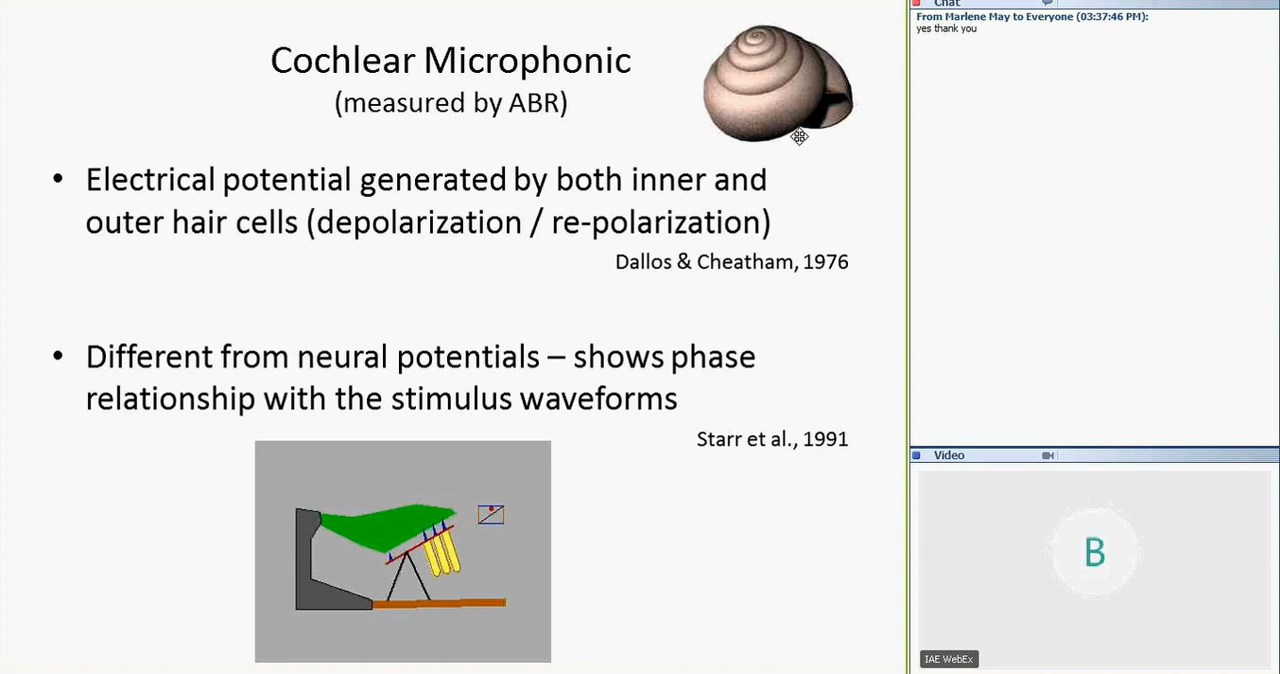 Cochlear Microphonic
(measured by ABR)
• Electrical potential generated by both inner and
outer hair cells (depolarization / re-polarization)
Dallos & Cheatham, 1976
• Different from neural potentials – shows phase
relationship with the stimulus waveforms
Starr et al., 1991
Chat
From Marlene May to Everyone (03:37:46 PM):
yes thank you
Video
B
IAE WebEx